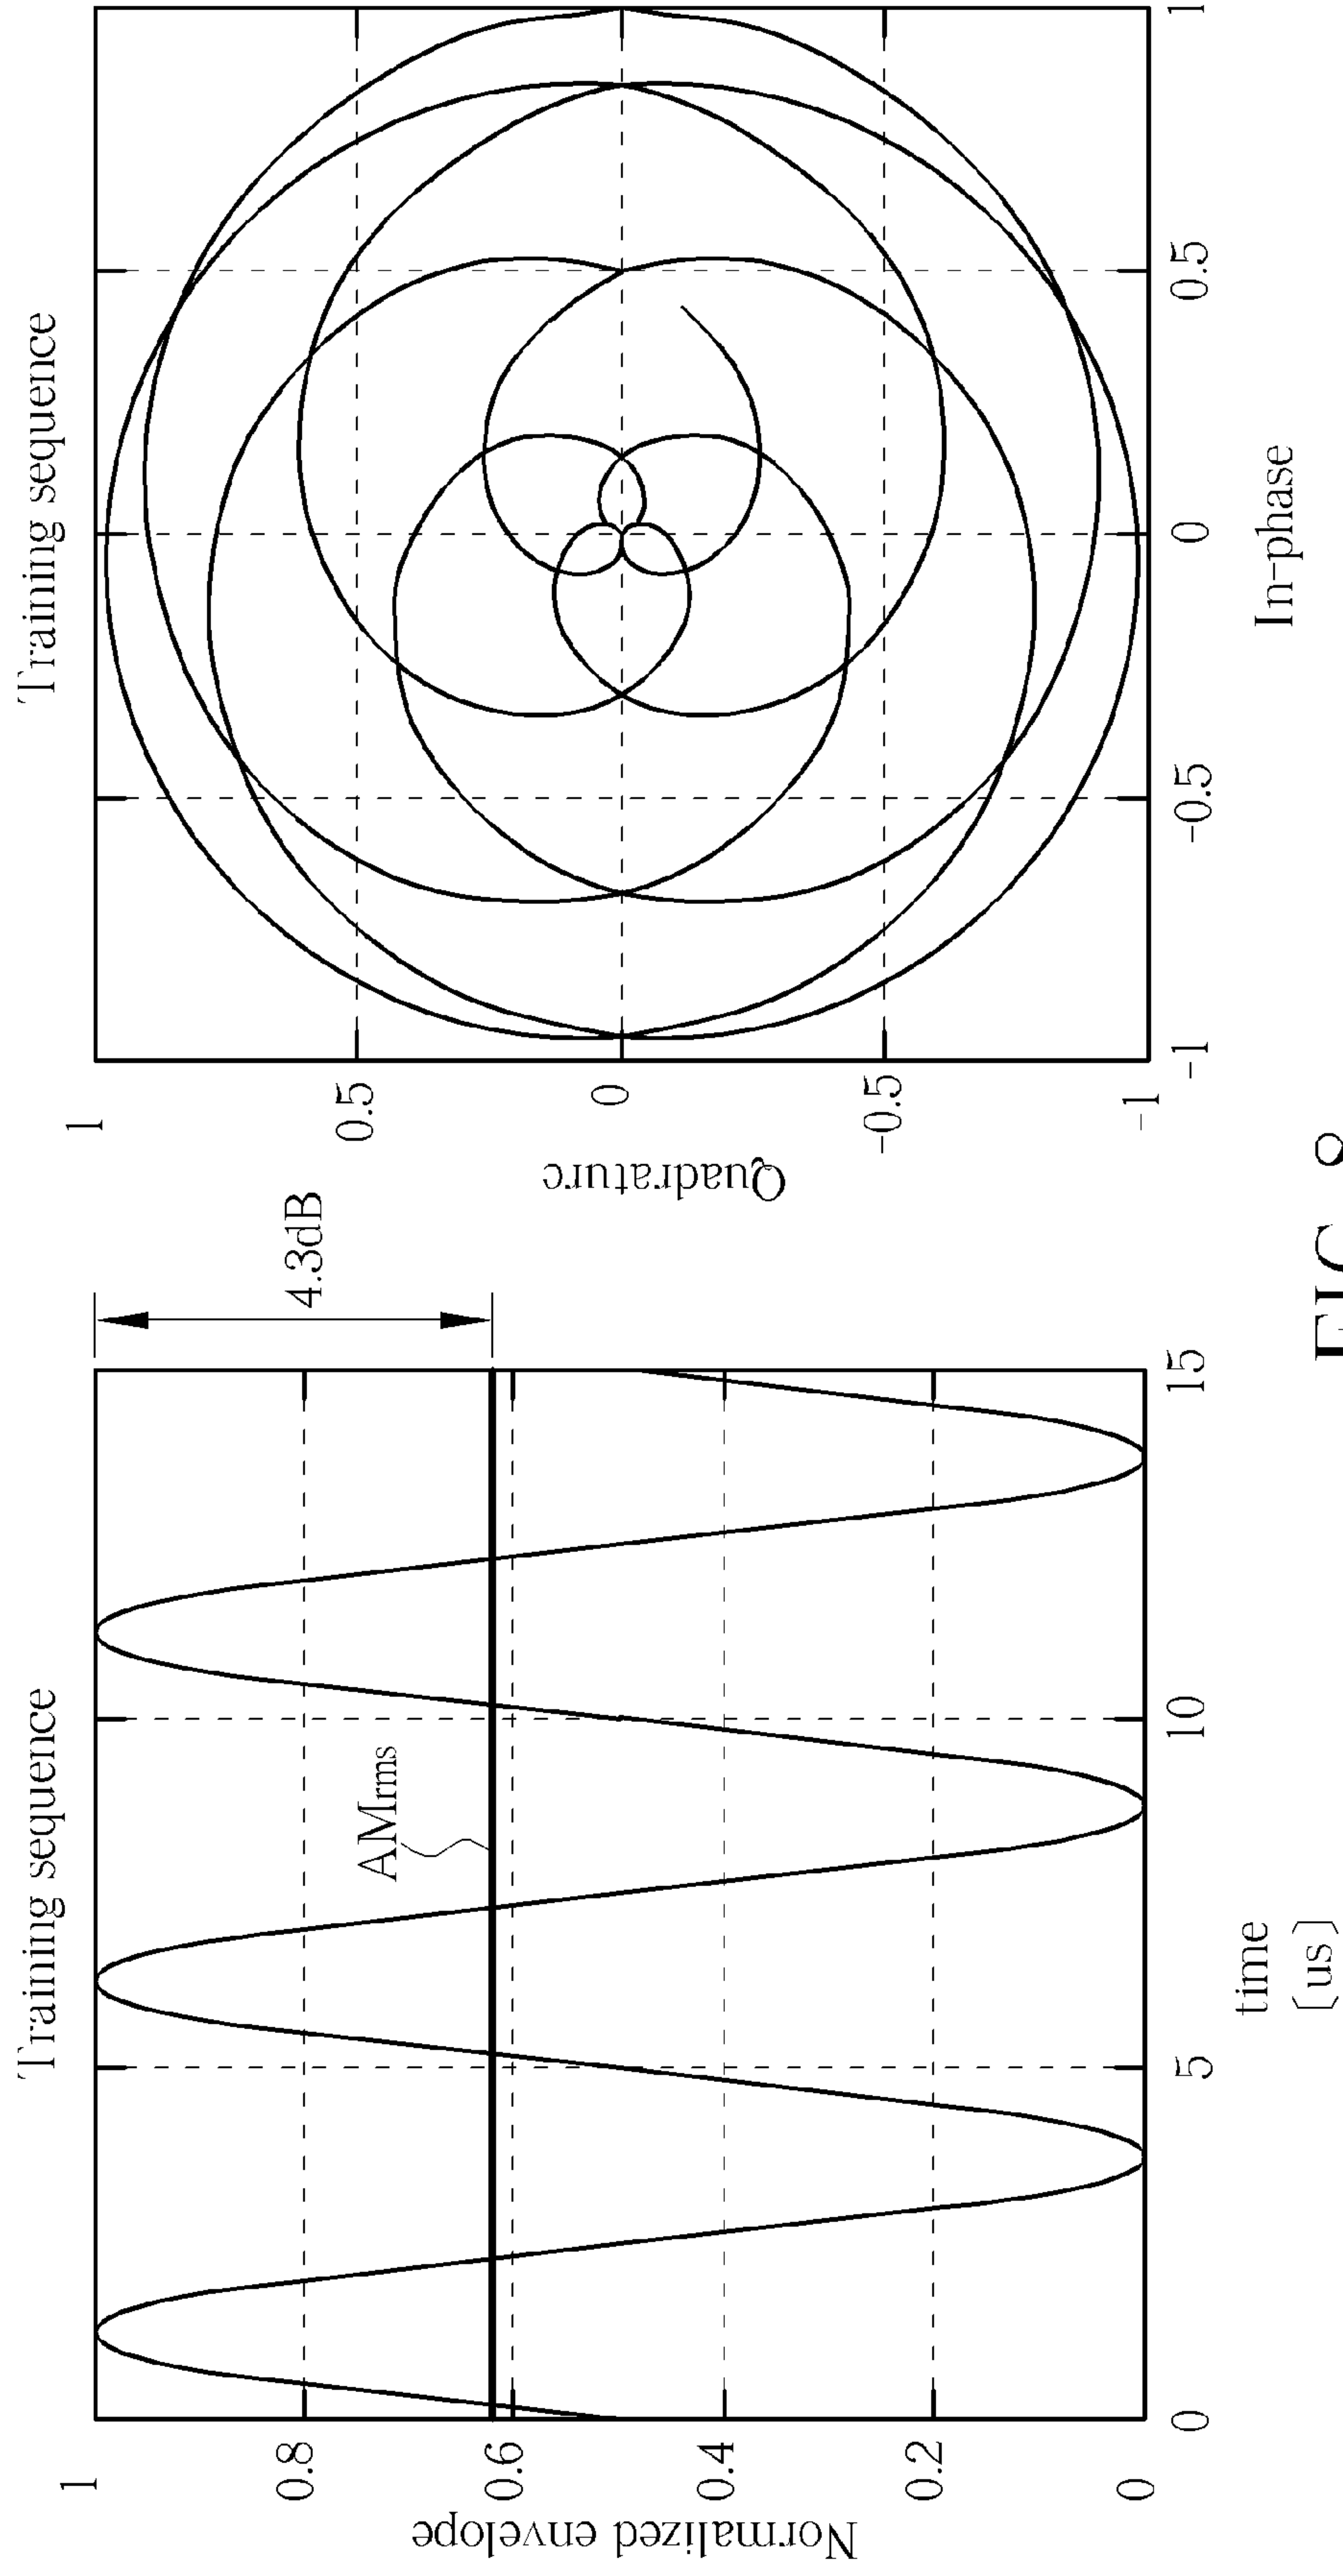 Training sequence
Normalized envelope
1
0.8
0.6
0.4
0.2
0
0
5
10
15
time
[us]
AMrms
4.3dB
Training sequence
Quadrature
1
0.5
0
-0.5
-1
-1
-0.5
0
0.5
1
In-phase